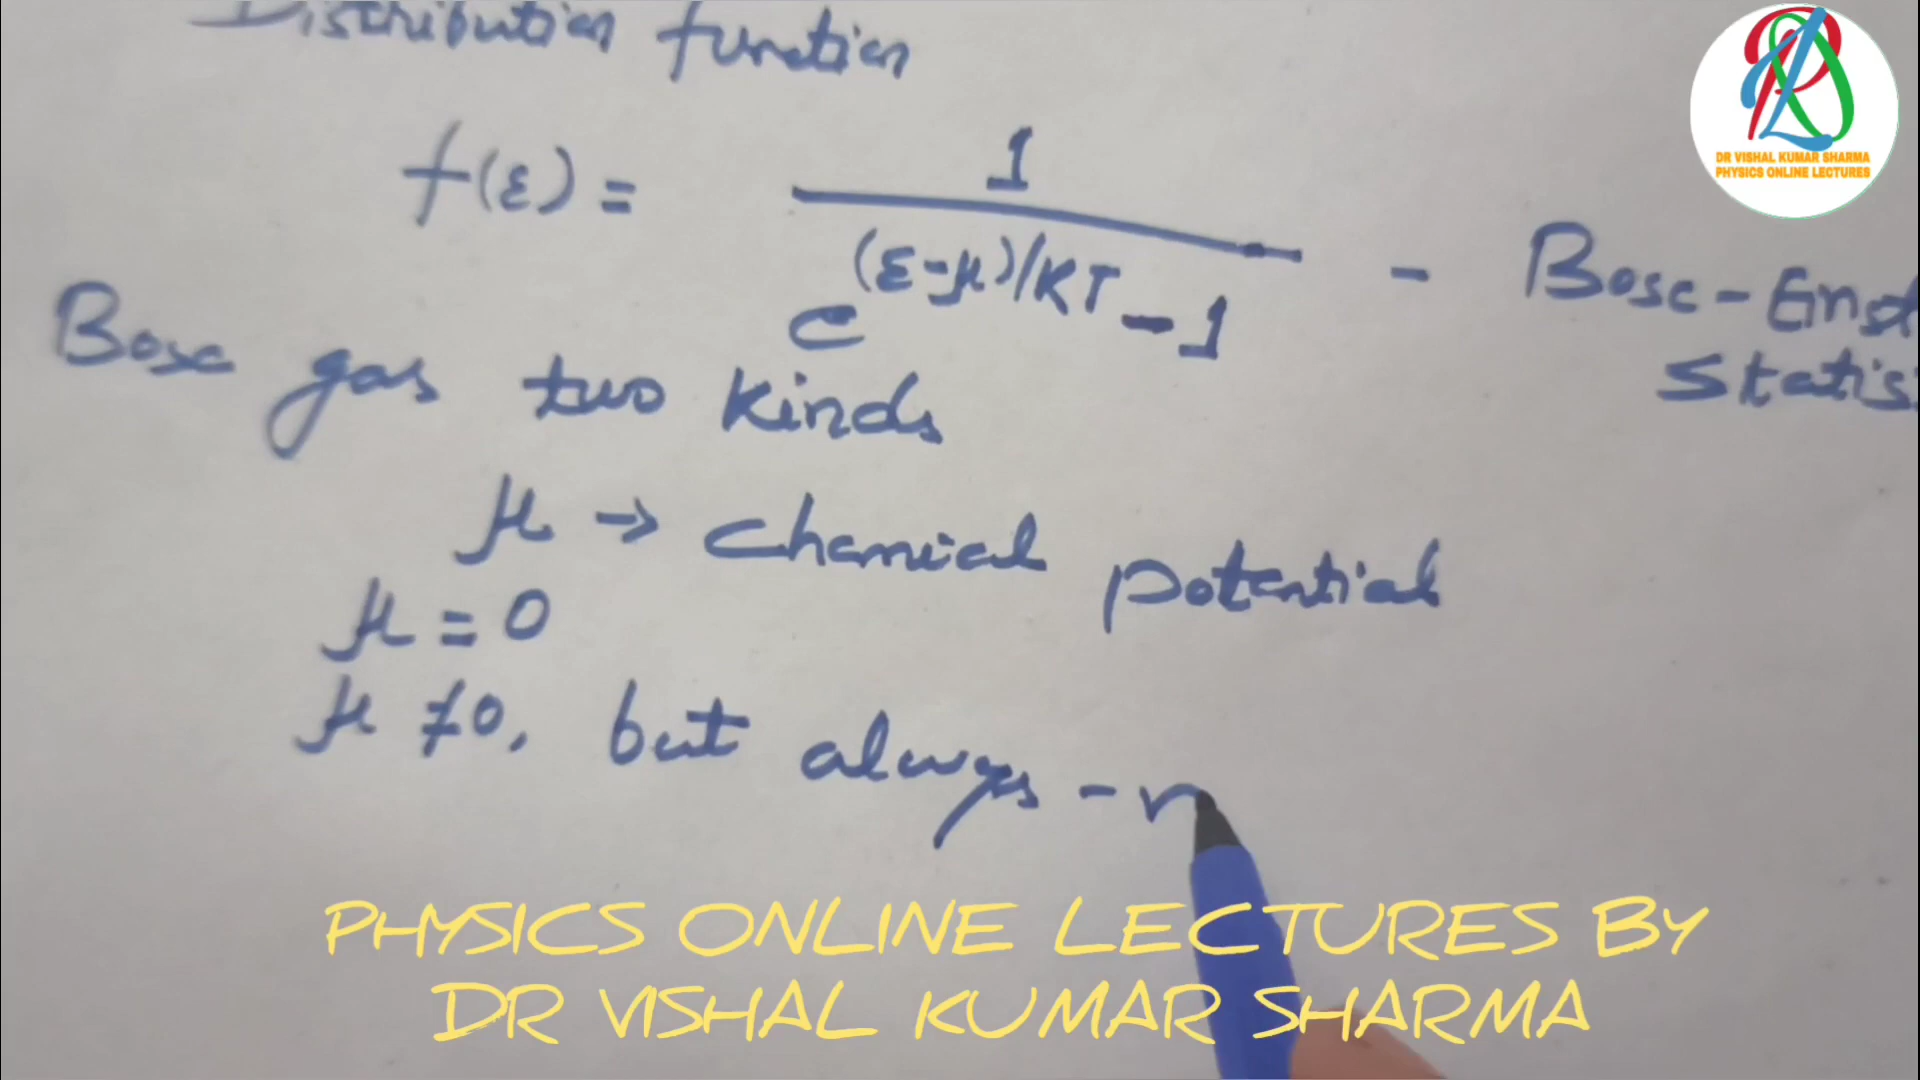 Distribution function
f(ε) = 1 / e^(ε-μ)/KT - 1 - Bose-Einst
Statis
Bose gas two kinds
μ → chemical potential
μ = 0
μ ≠ 0, but always -
PHYSICS ONLINE LECTURES BY
DR VISHAL KUMAR SHARMA
DR VISHAL KUMAR SHARMA
PHYSICS ONLINE LECTURES